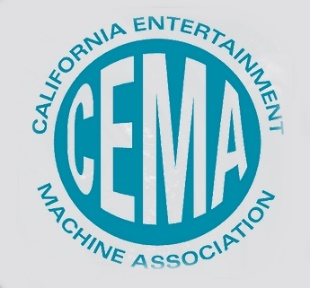 CALIFORNIA ENTERTAINMENT
CEMA
MACHINE ASSOCIATION